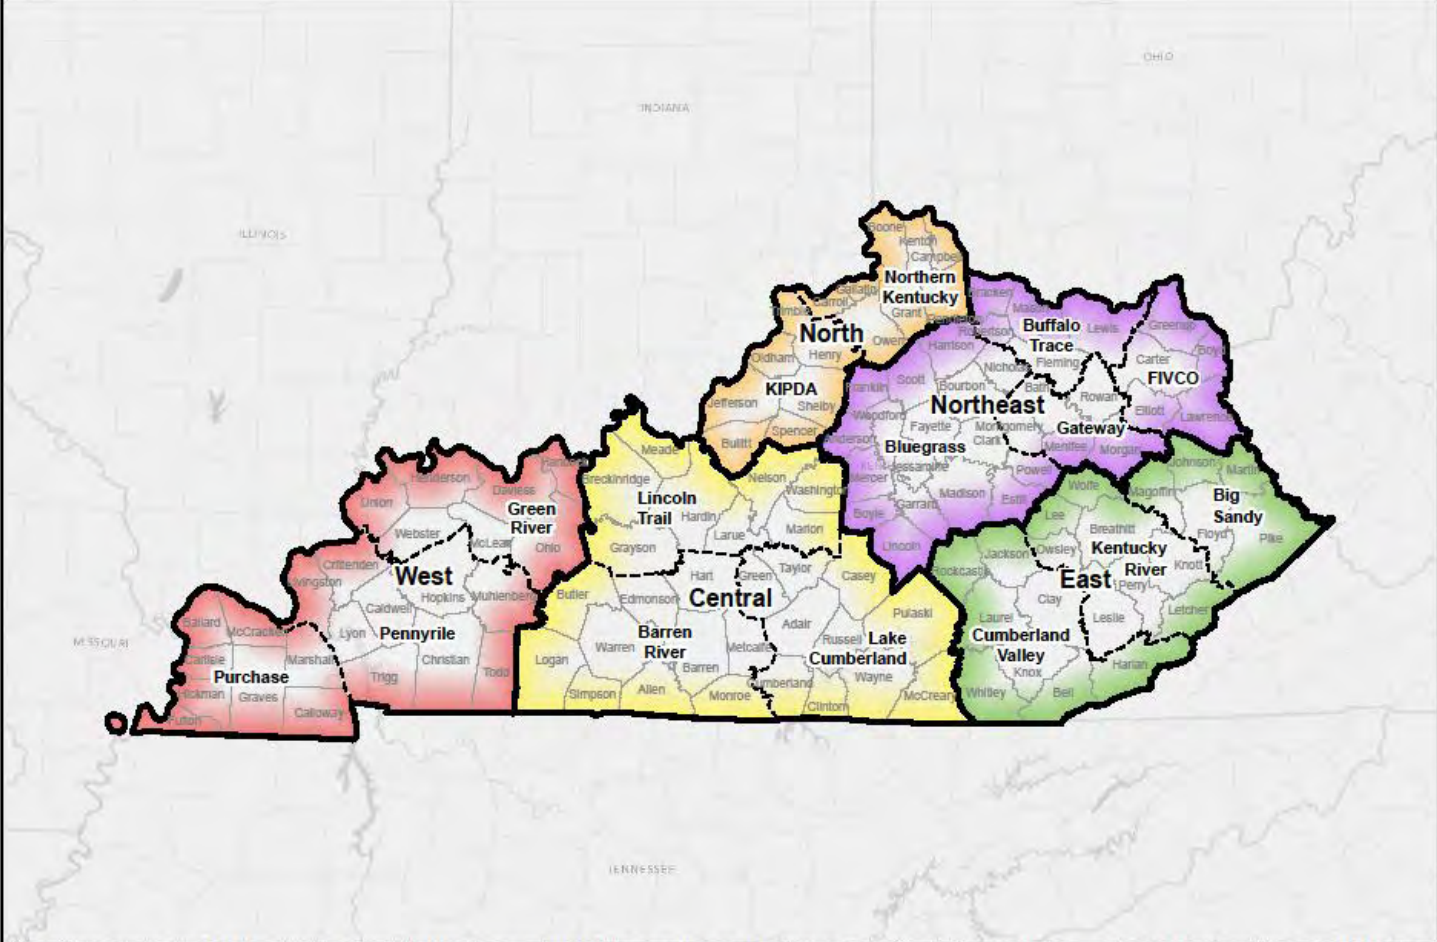 OHIO
INDIANA
ILLINOIS
MISSOURI
TENNESSEE
North
Northern
Kentucky
Boone
Kenton
Campbel
Gallatin
Carroll
Trimble
Grant
Pendleton
Owen
KIPDA
Oldham
Henry
Jefferson
Shelby
Bullitt
Spencer
Northeast
Buffalo
Trace
Bracken
Mason
Robertson
Lewis
Fleming
FIVCO
Greenup
Carter
Boyd
Elliott
Lawrence
Gateway
Bath
Rowan
Montgomery
Menifee
Morgan
Bluegrass
Harrison
Nicholas
Scott
Bourbon
Franklin
Woodford
Fayette
Clark
Anderson
Jessamine
Powell
Mercer
Madison
Estill
Garrard
Boyle
Lincoln
East
Big
Sandy
Johnson
Martin
Magoffin
Floyd
Pike
Kentucky
River
Wolfe
Lee
Breathitt
Owsley
Knott
Perry
Leslie
Letcher
Cumberland
Valley
Jackson
Rockcastle
Clay
Laurel
Knox
Harlan
Whitley
Bell
Central
Lincoln
Trail
Meade
Breckinridge
Nelson
Washington
Hardin
Larue
Marion
Grayson
Barren
River
Hart
Butler
Edmonson
Warren
Metcalfe
Logan
Barren
Simpson
Allen
Monroe
Lake
Cumberland
Green
Taylor
Casey
Pulaski
Adair
Russell
Wayne
Cumberland
Clinton
McCreary
West
Green
River
Henderson
Daviess
Hancock
Union
Webster
McLean
Ohio
Pennyrile
Crittenden
Livingston
Caldwell
Hopkins
Muhlenberg
Lyon
Christian
Trigg
Todd
Purchase
Ballard
McCracken
Carlisle
Marshall
Hickman
Graves
Fulton
Calloway